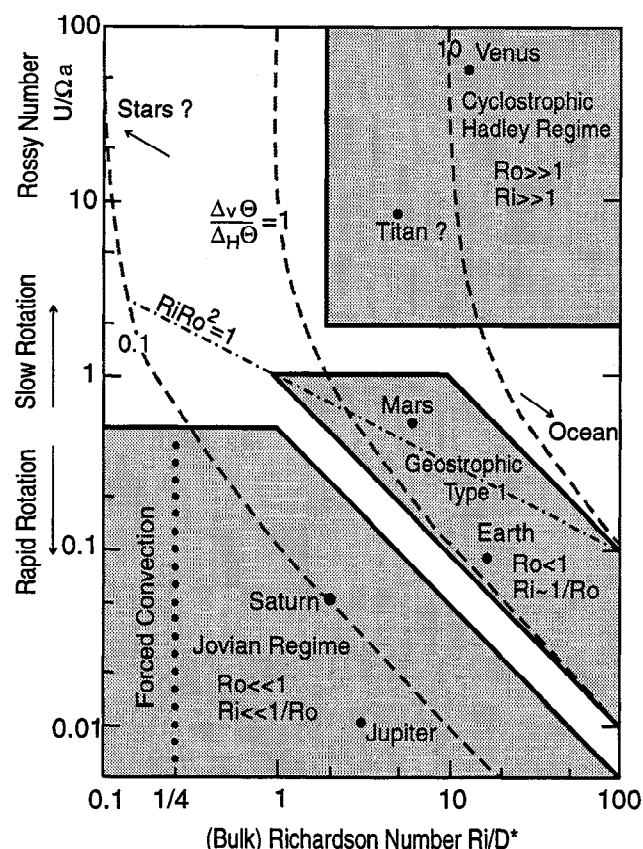 Rossy Number
U/Ωa
Slow Rotation
Rapid Rotation
100
10
1
0.1
0.01
Stars ?
10 Venus
Cyclostrophic
Hadley Regime
Ro>>1
Ri>>1
ΔvΘ
ΔHΘ
=1
Titan ?
RiRo²=1
0.1
Mars
Ocean
Geostrophic
Type 1
Earth
Ro<1
Ri~1/Ro
Forced Convection
Saturn
Jovian Regime
Ro<<1
Ri<<1/Ro
Jupiter
0.1 1/4 1 10 100
(Bulk) Richardson Number Ri/D*